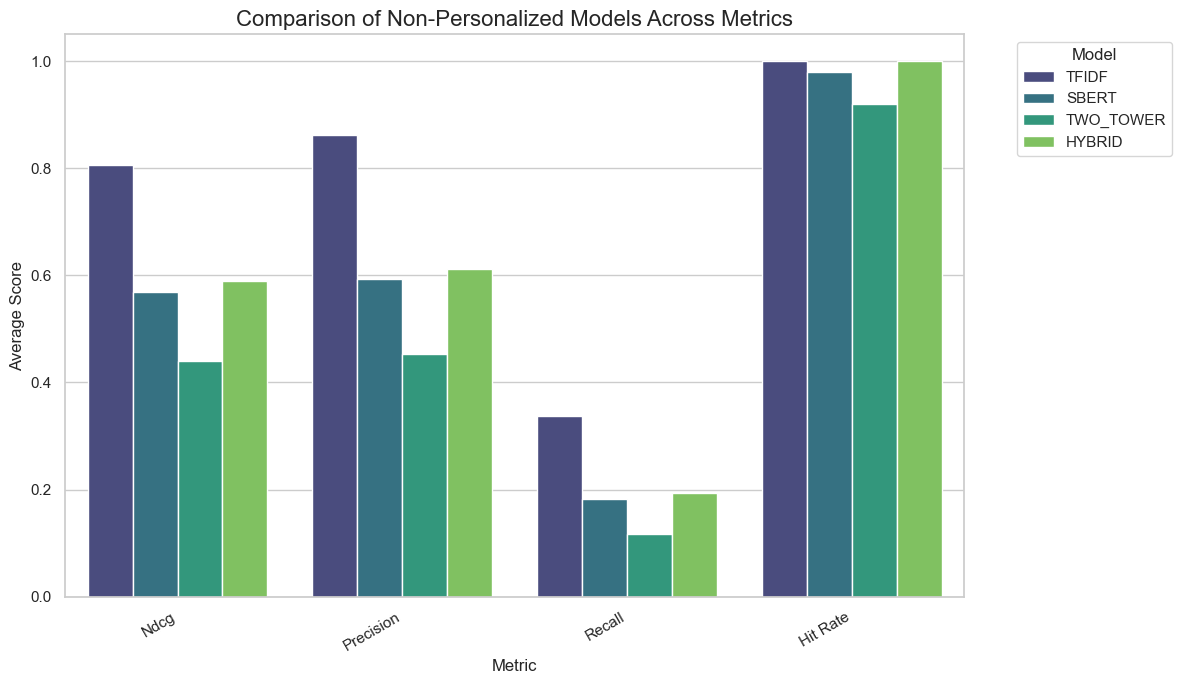 Comparison of Non-Personalized Models Across Metrics
Model
TFIDF
SBERT
TWO_TOWER
HYBRID
Average Score
1.0
0.8
0.6
0.4
0.2
0.0
Ndcg
Precision
Recall
Hit Rate
Metric